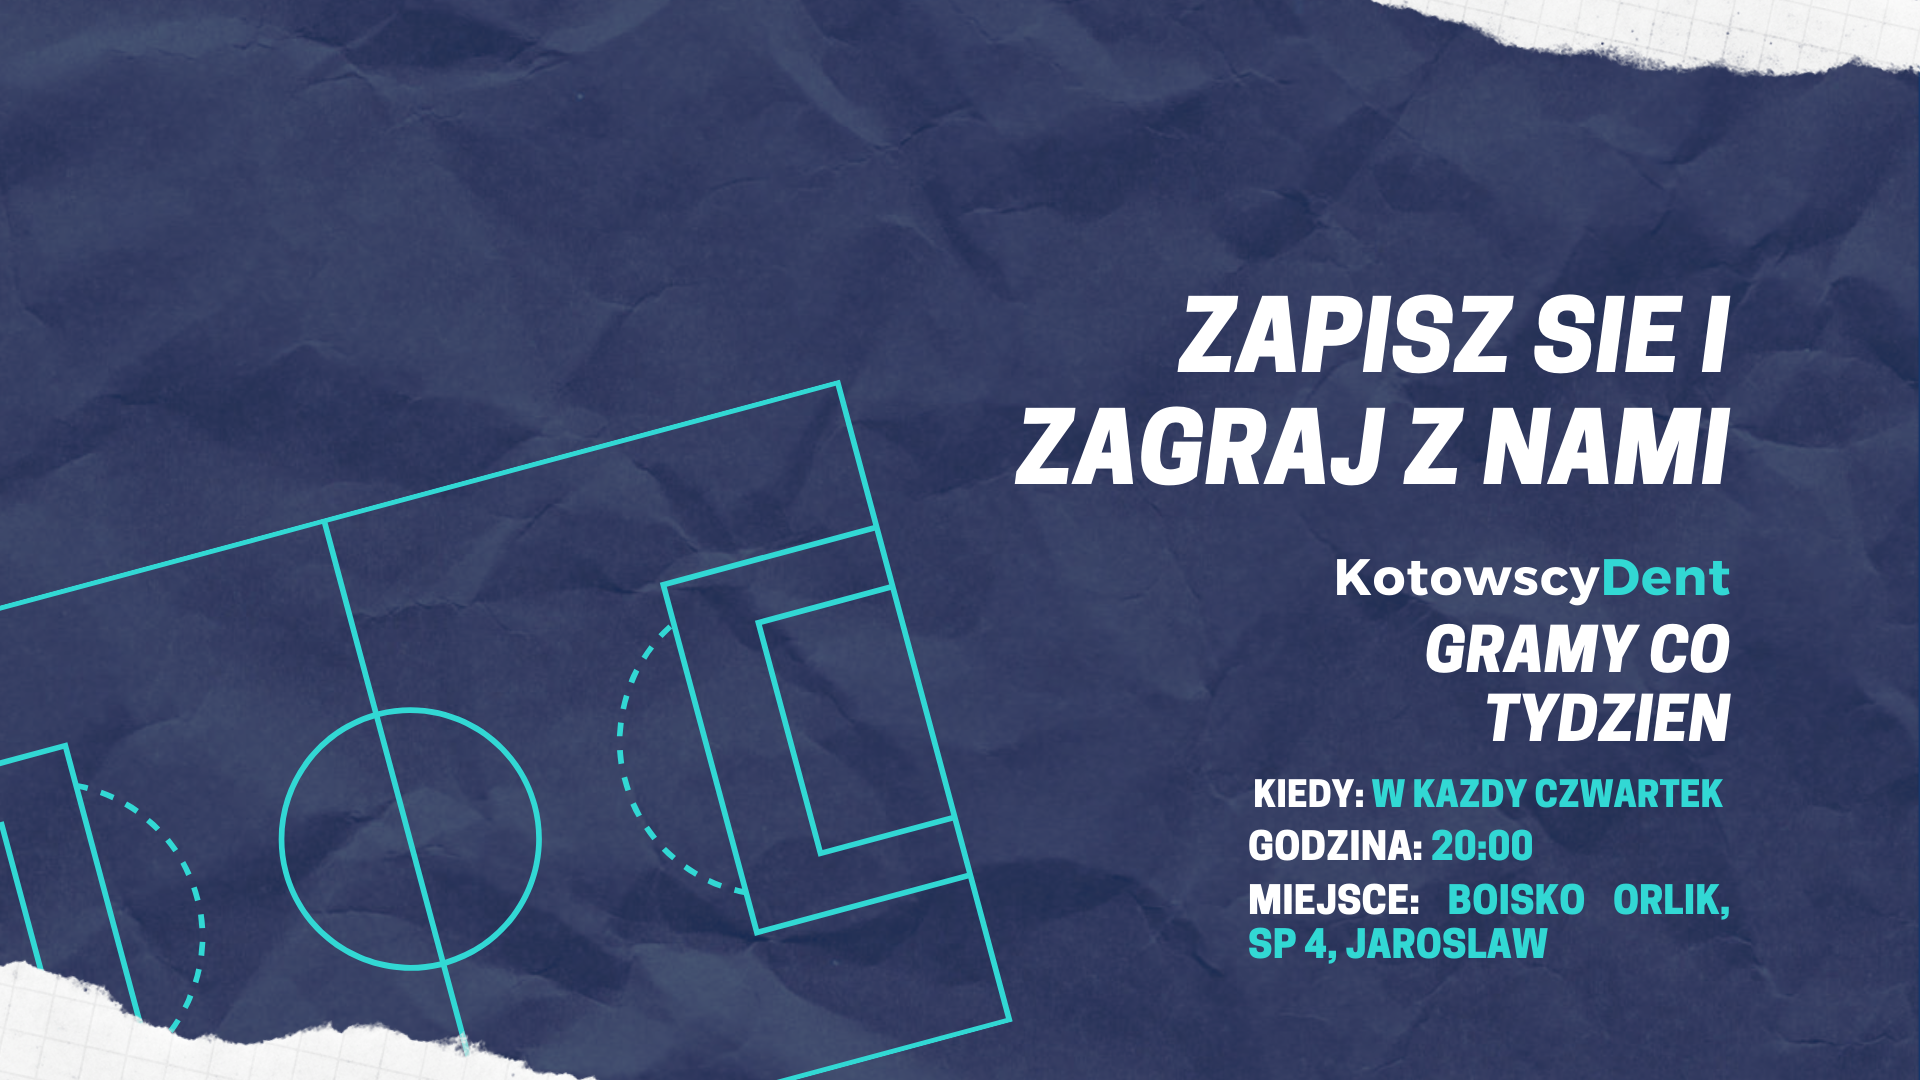 ZAPISZ SIE I
ZAGRAJ Z NAMI
KotowscyDent
GRAMY CO
TYDZIEN
KIEDY: W KAZDY CZWARTEK
GODZINA: 20:00
MIEJSCE: BOISKO ORLIK,
SP 4, JAROSLAW